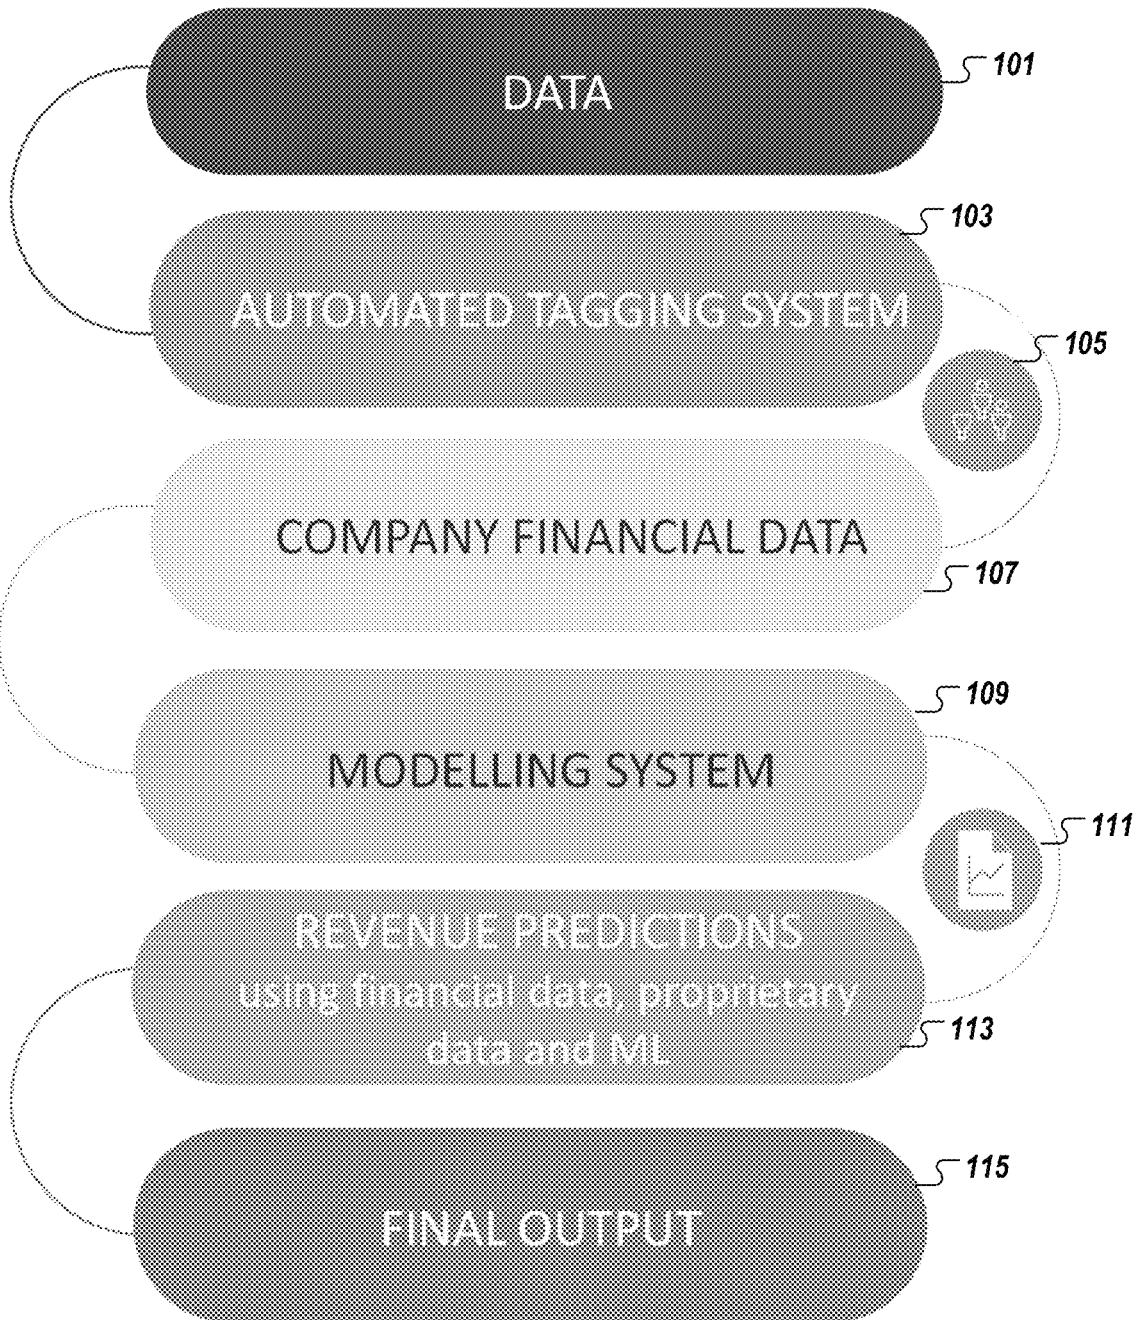 DATA
101
103
AUTOMATED TAGGING SYSTEM
105
COMPANY FINANCIAL DATA
107
109
MODELLING SYSTEM
111
REVENUE PREDICTIONS
using financial data, proprietary
data and ML
113
115
FINAL OUTPUT